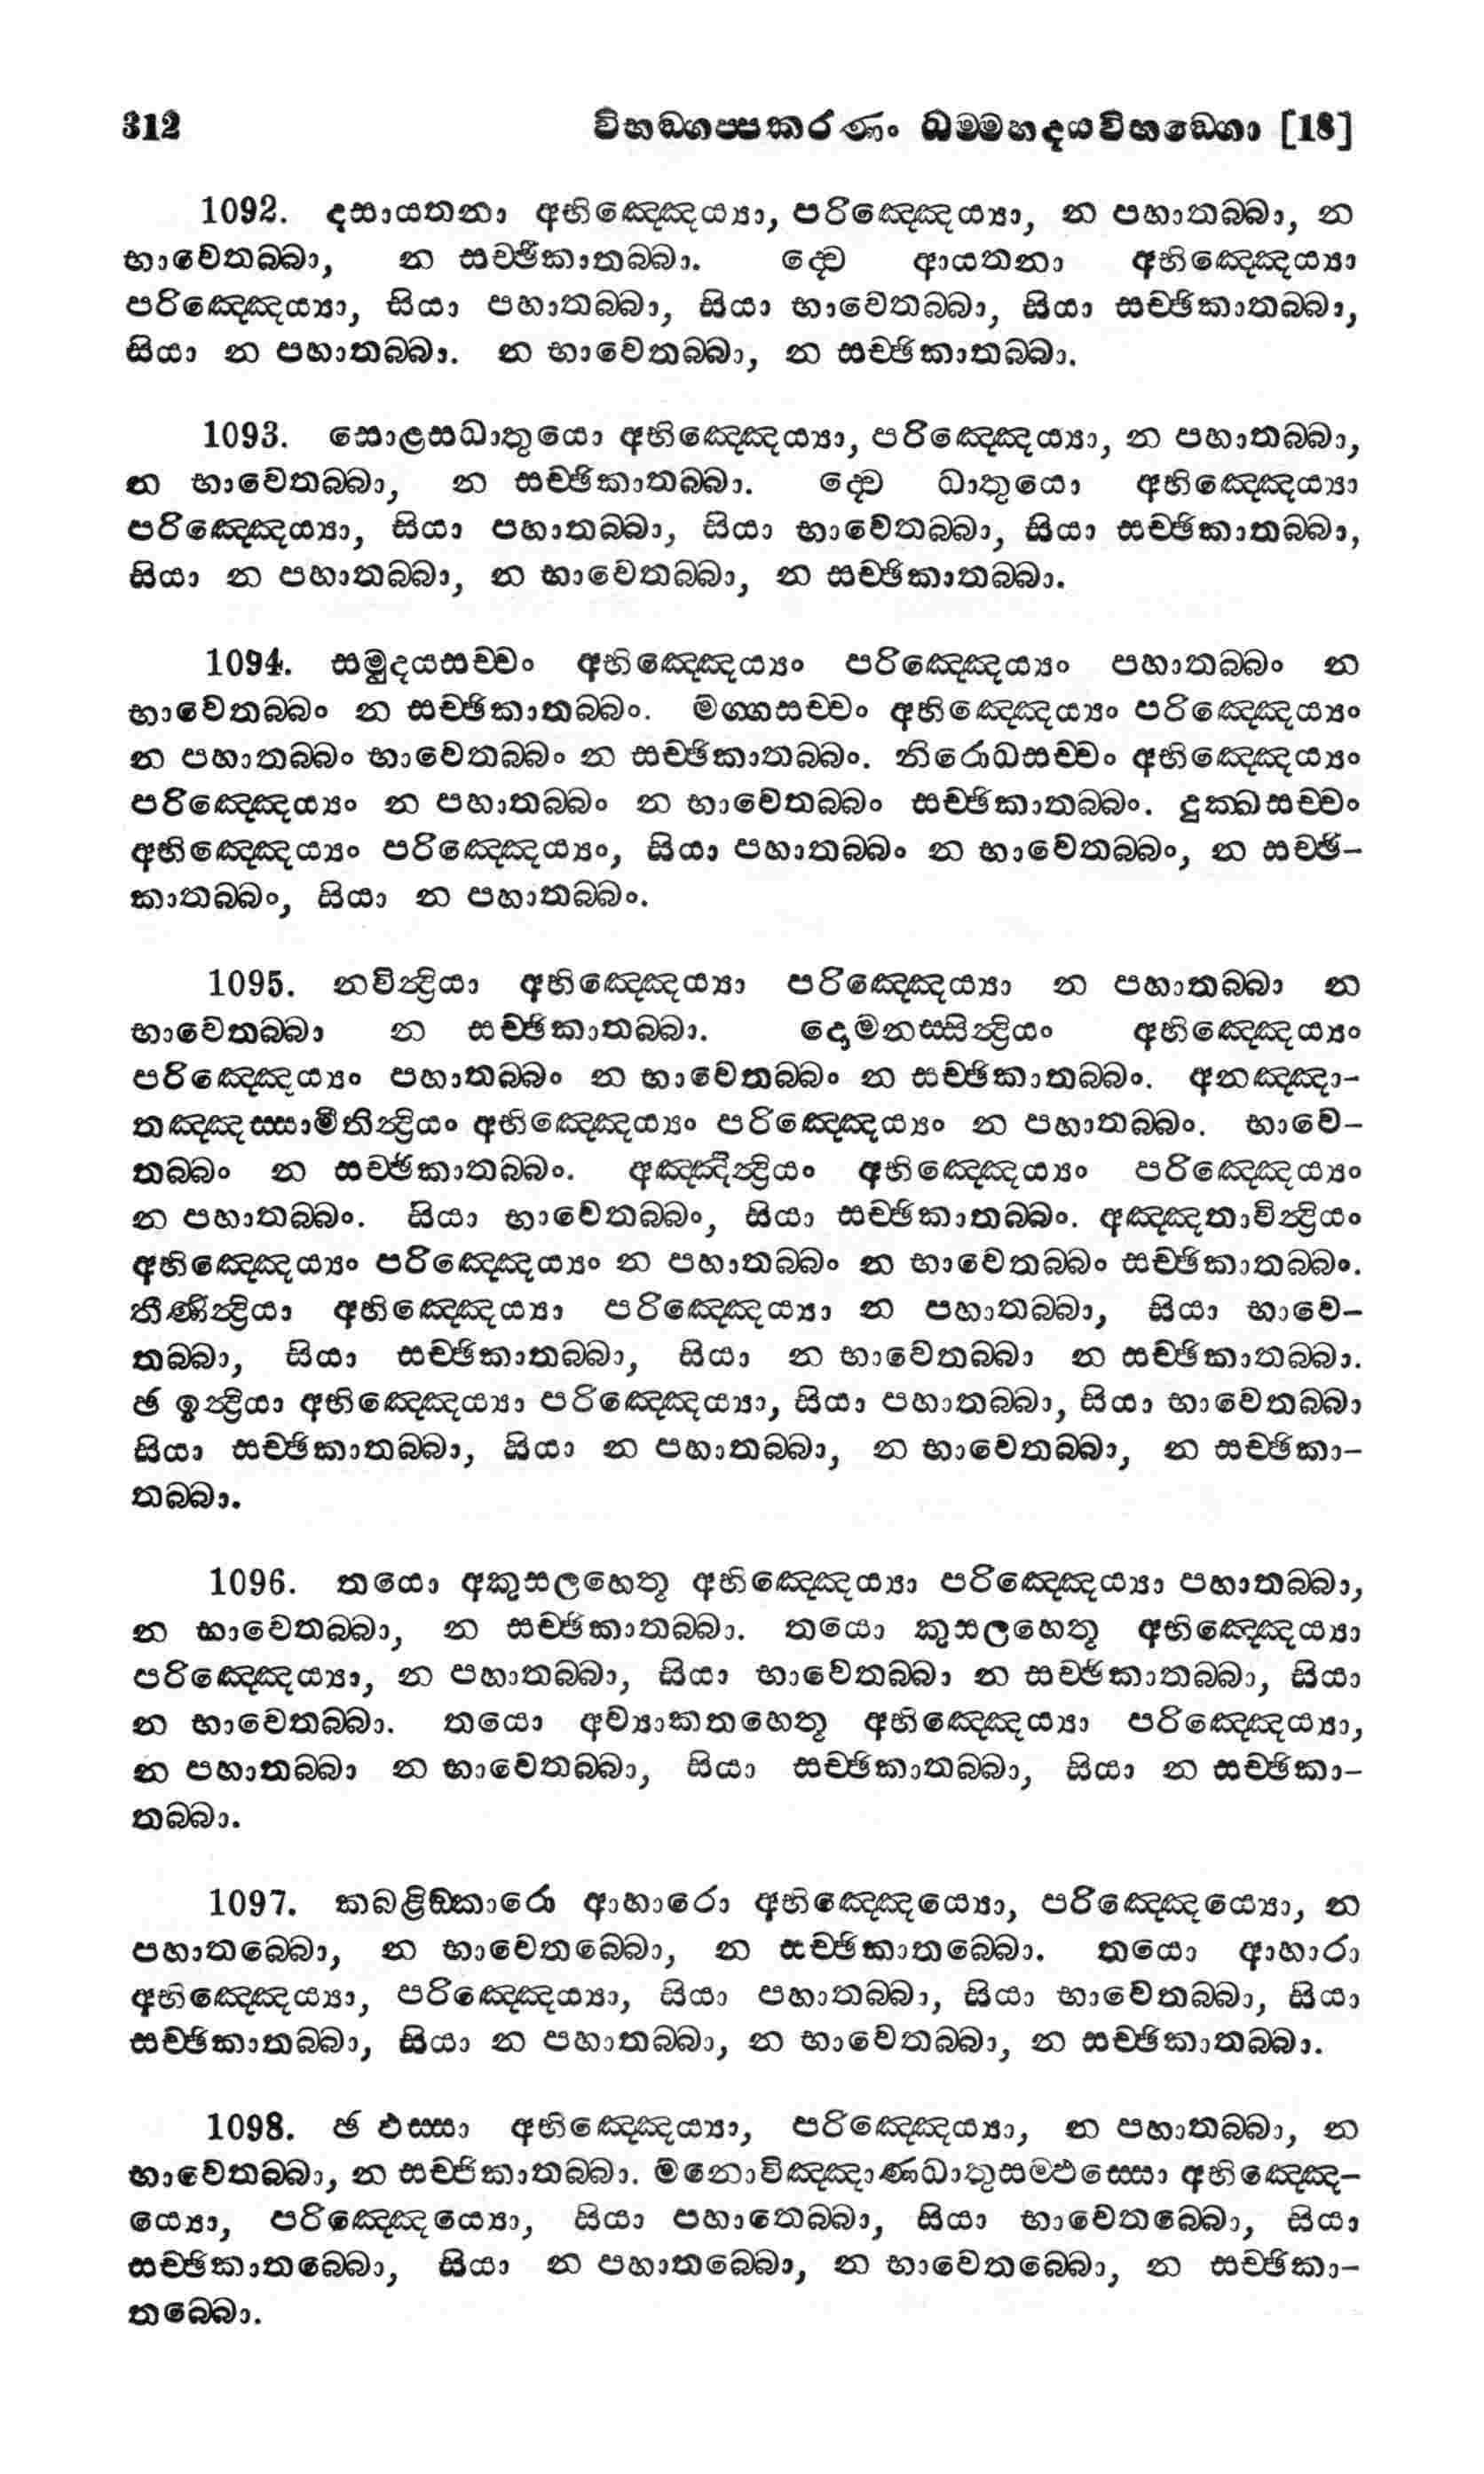 312 විභඞ්ගප්පකරණං ධම්මහදයවිභඞ්ගො [18]
1092. දසායතනා අභිඤ්ඤෙය්‍යා, පරිඤ්ඤෙය්‍යා, න පහාතබ්බා, න
භාවෙතබ්බා, න සච්ඡීකාතබ්බා. ද්වෙ ආයතනා අභිඤ්ඤෙය්‍යා
පරිඤ්ඤෙය්‍යා, සියා පහාතබ්බා, සියා භාවෙතබ්බා, සියා සච්ඡිකාතබ්බා,
සියා න පහාතබ්බා. න භාවෙතබ්බා, න සච්ඡිකාතබ්බා.
1093. සොළසධාතුයො අභිඤ්ඤෙය්‍යා, පරිඤ්ඤෙය්‍යා, න පහාතබ්බා,
න භාවෙතබ්බා, න සච්ඡිකාතබ්බා. ද්වෙ ධාතුයො අභිඤ්ඤෙය්‍යා
පරිඤ්ඤෙය්‍යා, සියා පහාතබ්බා, සියා භාවෙතබ්බා, සියා සච්ඡිකාතබ්බා,
සියා න පහාතබ්බා, න භාවෙතබ්බා, න සච්ඡිකාතබ්බා.
1094. සමුදයසච්චං අභිඤ්ඤෙය්‍යං පරිඤ්ඤෙය්‍යං පහාතබ්බං න
භාවෙතබ්බං න සච්ඡිකාතබ්බං. මග්ගසච්චං අභිඤ්ඤෙය්‍යං පරිඤ්ඤෙය්‍යං
න පහාතබ්බං භාවෙතබ්බං න සච්ඡිකාතබ්බං. නිරොධසච්චං අභිඤ්ඤෙය්‍යං
පරිඤ්ඤෙය්‍යං න පහාතබ්බං න භාවෙතබ්බං සච්ඡිකාතබ්බං. දුක්ඛසච්චං
අභිඤ්ඤෙය්‍යං පරිඤ්ඤෙය්‍යං, සියා පහාතබ්බං න භාවෙතබ්බං, න සච්ඡි-
කාතබ්බං, සියා න පහාතබ්බං.
1095. නවින්ද්‍රියා අභිඤ්ඤෙය්‍යා පරිඤ්ඤෙය්‍යා න පහාතබ්බා න
භාවෙතබ්බා න සච්ඡිකාතබ්බා. දොමනස්සින්ද්‍රියං අභිඤ්ඤෙය්‍යං
පරිඤ්ඤෙය්‍යං පහාතබ්බං න භාවෙතබ්බං න සච්ඡිකාතබ්බං. අනඤ්ඤා-
තඤ්ඤස්සාමීතින්ද්‍රියං අභිඤ්ඤෙය්‍යං පරිඤ්ඤෙය්‍යං න පහාතබ්බං. භාවෙ-
තබ්බං න සච්ඡිකාතබ්බං. අඤ්ඤින්ද්‍රියං අභිඤ්ඤෙය්‍යං පරිඤ්ඤෙය්‍යං
න පහාතබ්බං. සියා භාවෙතබ්බං, සියා සච්ඡිකාතබ්බං. අඤ්ඤතාවින්ද්‍රියං
අභිඤ්ඤෙය්‍යං පරිඤ්ඤෙය්‍යං න පහාතබ්බං න භාවෙතබ්බං සච්ඡිකාතබ්බං.
තීණින්ද්‍රියා අභිඤ්ඤෙය්‍යා පරිඤ්ඤෙය්‍යා න පහාතබ්බා, සියා භාවෙ-
තබ්බා, සියා සච්ඡිකාතබ්බා, සියා න භාවෙතබ්බා න සච්ඡිකාතබ්බා.
ඡ ඉන්ද්‍රියා අභිඤ්ඤෙය්‍යා පරිඤ්ඤෙය්‍යා, සියා පහාතබ්බා, සියා භාවෙතබ්බා
සියා සච්ඡිකාතබ්බා, සියා න පහාතබ්බා, න භාවෙතබ්බා, න සච්ඡිකා-
තබ්බා.
1096. තයො අකුසලහෙතූ අභිඤ්ඤෙය්‍යා පරිඤ්ඤෙය්‍යා පහාතබ්බා,
න භාවෙතබ්බා, න සච්ඡිකාතබ්බා. තයො කුසලහෙතූ අභිඤ්ඤෙය්‍යා
පරිඤ්ඤෙය්‍යා, න පහාතබ්බා, සියා භාවෙතබ්බා න සච්ඡිකාතබ්බා, සියා
න භාවෙතබ්බා. තයො අව්‍යාකතහෙතූ අභිඤ්ඤෙය්‍යා පරිඤ්ඤෙය්‍යා,
න පහාතබ්බා න භාවෙතබ්බා, සියා සච්ඡිකාතබ්බා, සියා න සච්ඡිකා-
තබ්බා.
1097. කබළිඞ්කාරො ආහාරො අභිඤ්ඤෙය්‍යො, පරිඤ්ඤෙය්‍යො, න
පහාතබ්බො, න භාවෙතබ්බො, න සච්ඡිකාතබ්බො. තයො ආහාරා
අභිඤ්ඤෙය්‍යා, පරිඤ්ඤෙය්‍යා, සියා පහාතබ්බා, සියා භාවෙතබ්බා, සියා
සච්ඡිකාතබ්බා, සියා න පහාතබ්බා, න භාවෙතබ්බා, න සච්ඡිකාතබ්බා.
1098. ඡ ඵස්සා අභිඤ්ඤෙය්‍යා, පරිඤ්ඤෙය්‍යා, න පහාතබ්බා, න
භාවෙතබ්බා, න සච්ජිකාතබ්බා. මනොවිඤ්ඤාණධාතුසම්ඵස්සො අභිඤ්ඤෙ-
ය්‍යො, පරිඤ්ඤෙය්‍යො, සියා පහාතෙබ්බා, සියා භාවෙතබ්බො, සියා
සච්ඡිකාතබ්බො, සියා න පහාතබ්බො, න භාවෙතබ්බො, න සච්ඡිකා-
තබ්බො.